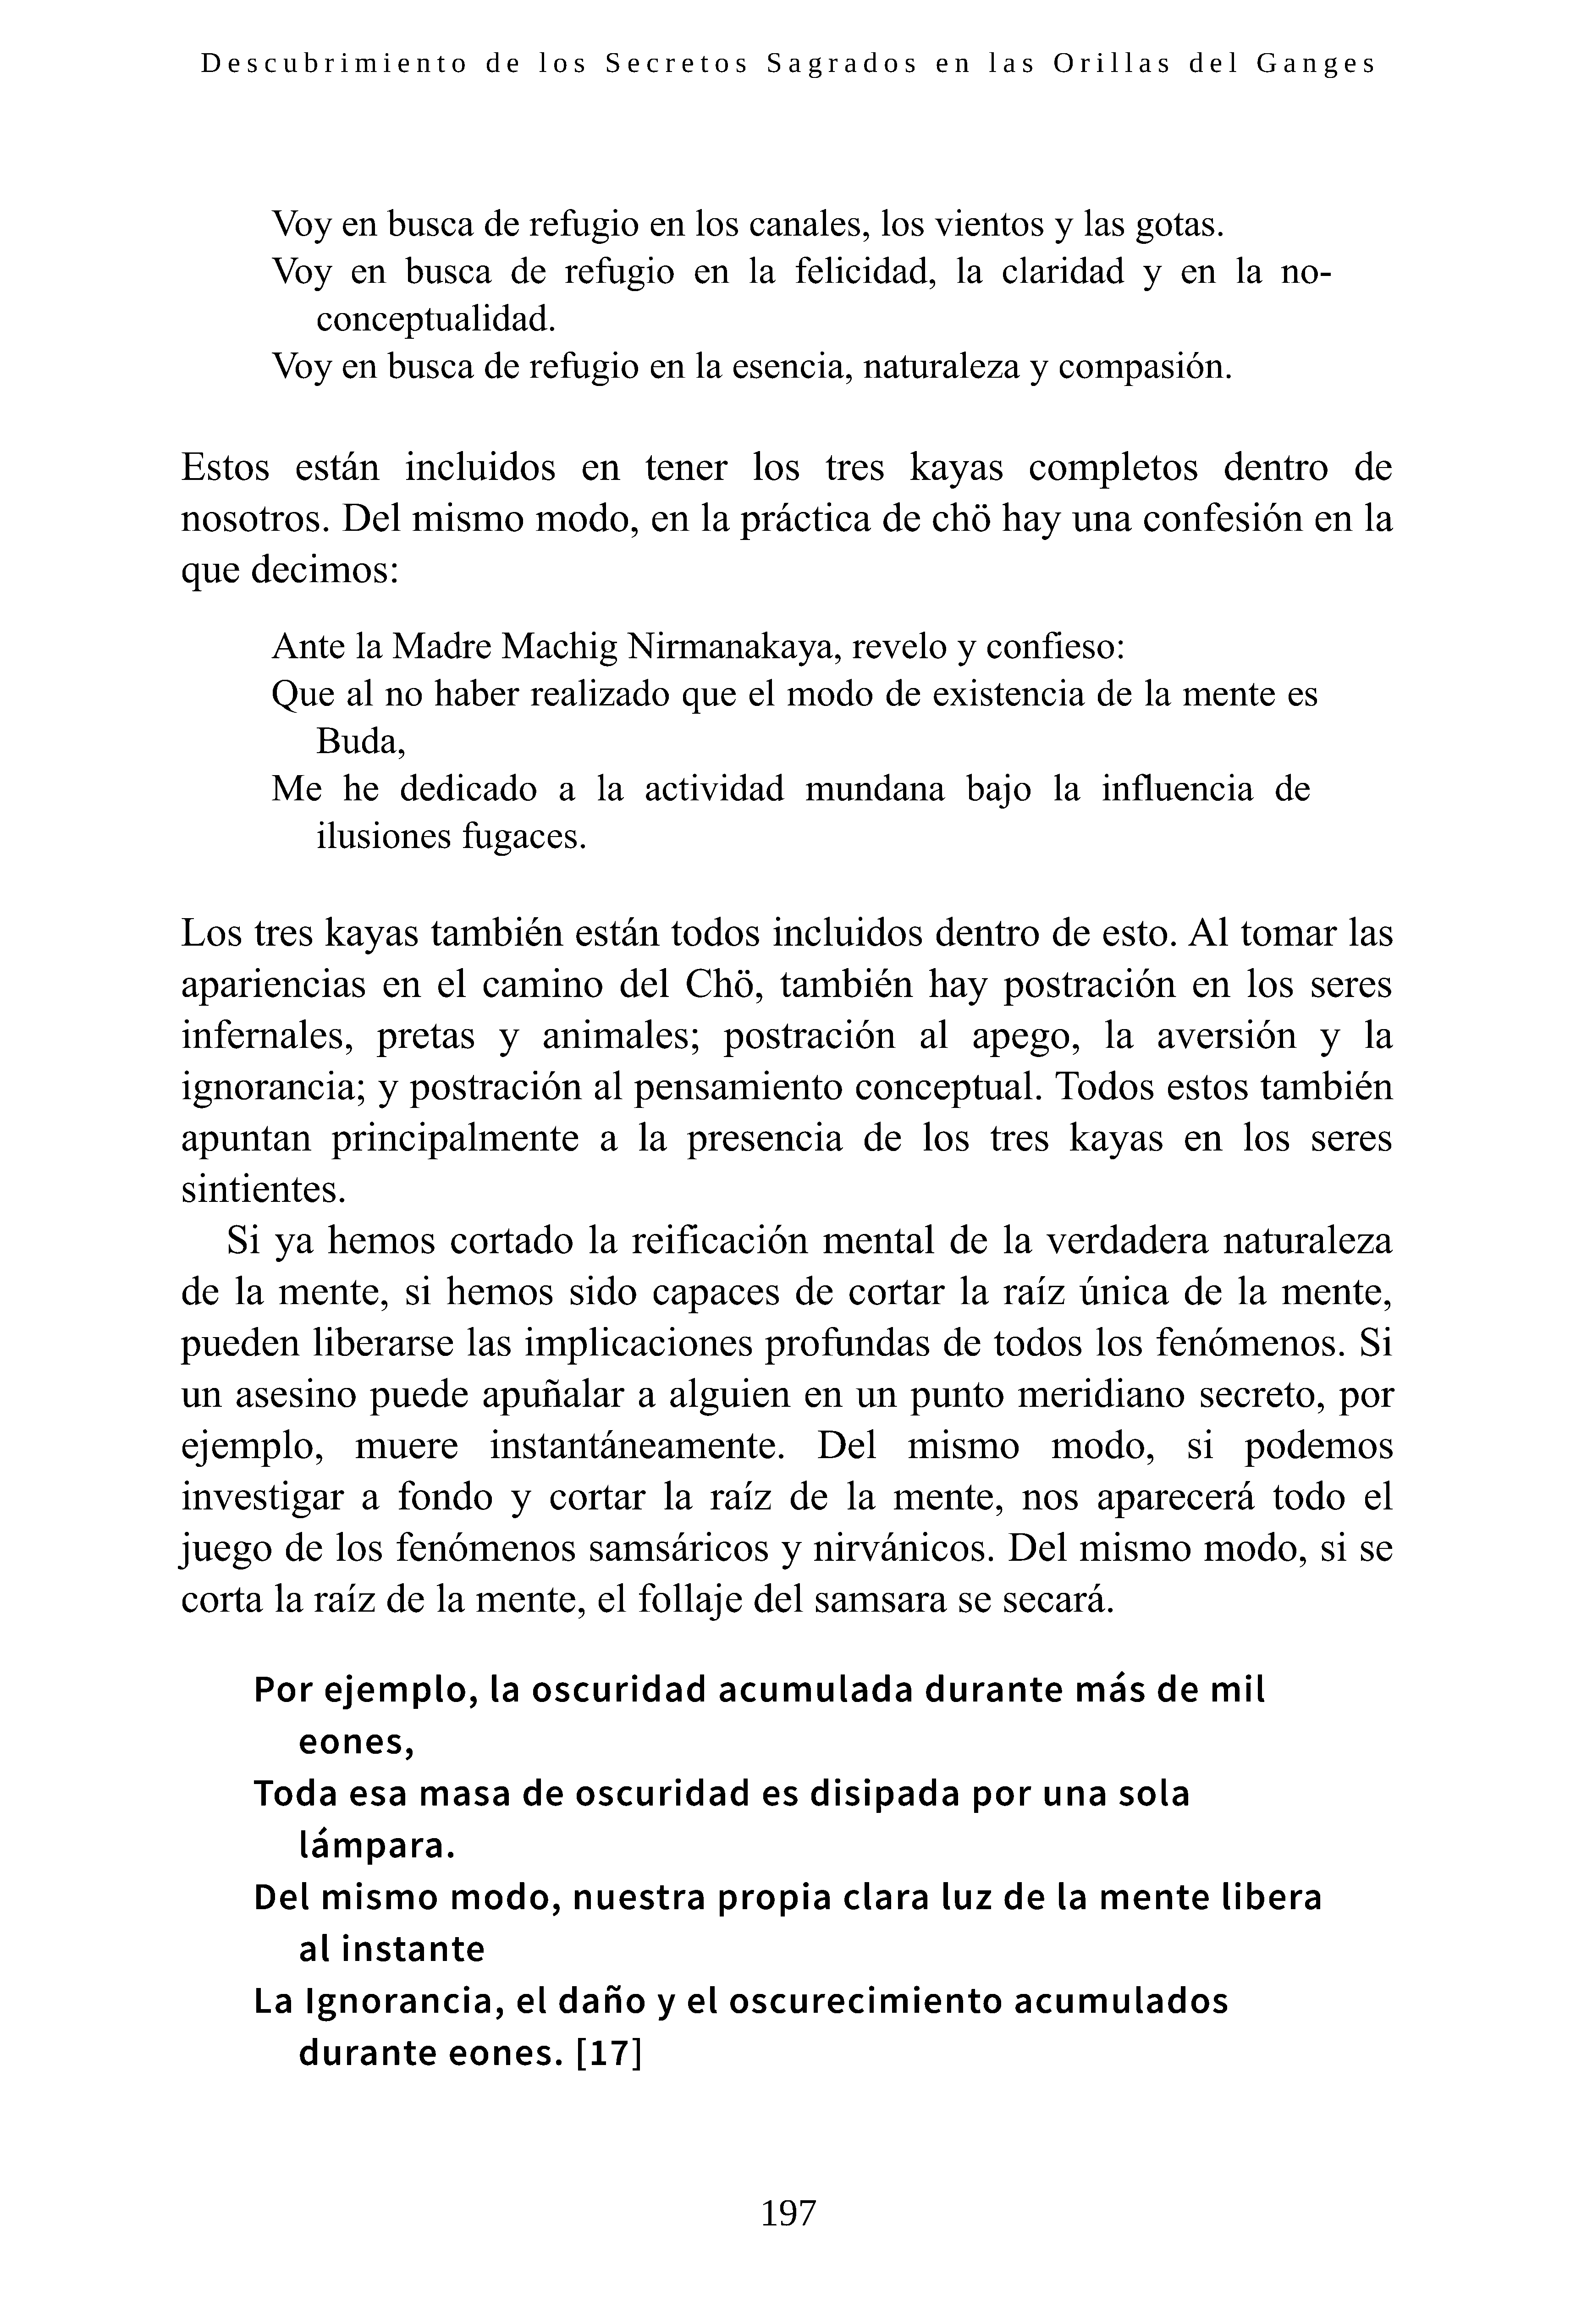 Descubrimiento de los Secretos Sagrados en las Orillas del Ganges
Voy en busca de refugio en los canales, los vientos y las gotas.
Voy en busca de refugio en la felicidad, la claridad y en la no-
conceptualidad.
Voy en busca de refugio en la esencia, naturaleza y compasión.
Estos están incluidos en tener los tres kayas completos dentro de
nosotros. Del mismo modo, en la práctica de chö hay una confesión en la
que decimos:
Ante la Madre Machig Nirmanakaya, revelo y confieso:
Que al no haber realizado que el modo de existencia de la mente es
Buda,
Me he dedicado a la actividad mundana bajo la influencia de
ilusiones fugaces.
Los tres kayas también están todos incluidos dentro de esto. Al tomar las
apariencias en el camino del Chö, también hay postración en los seres
infernales, pretas y animales; postración al apego, la aversión y la
ignorancia; y postración al pensamiento conceptual. Todos estos también
apuntan principalmente a la presencia de los tres kayas en los seres
sintientes.
Si ya hemos cortado la reificación mental de la verdadera naturaleza
de la mente, si hemos sido capaces de cortar la raíz única de la mente,
pueden liberarse las implicaciones profundas de todos los fenómenos. Si
un asesino puede apuñalar a alguien en un punto meridiano secreto, por
ejemplo, muere instantáneamente. Del mismo modo, si podemos
investigar a fondo y cortar la raíz de la mente, nos aparecerá todo el
juego de los fenómenos samsáricos y nirvánicos. Del mismo modo, si se
corta la raíz de la mente, el follaje del samsara se secará.
Por ejemplo, la oscuridad acumulada durante más de mil
eones,
Toda esa masa de oscuridad es disipada por una sola
lámpara.
Del mismo modo, nuestra propia clara luz de la mente libera
al instante
La Ignorancia, el daño y el oscurecimiento acumulados
durante eones. [17]
197